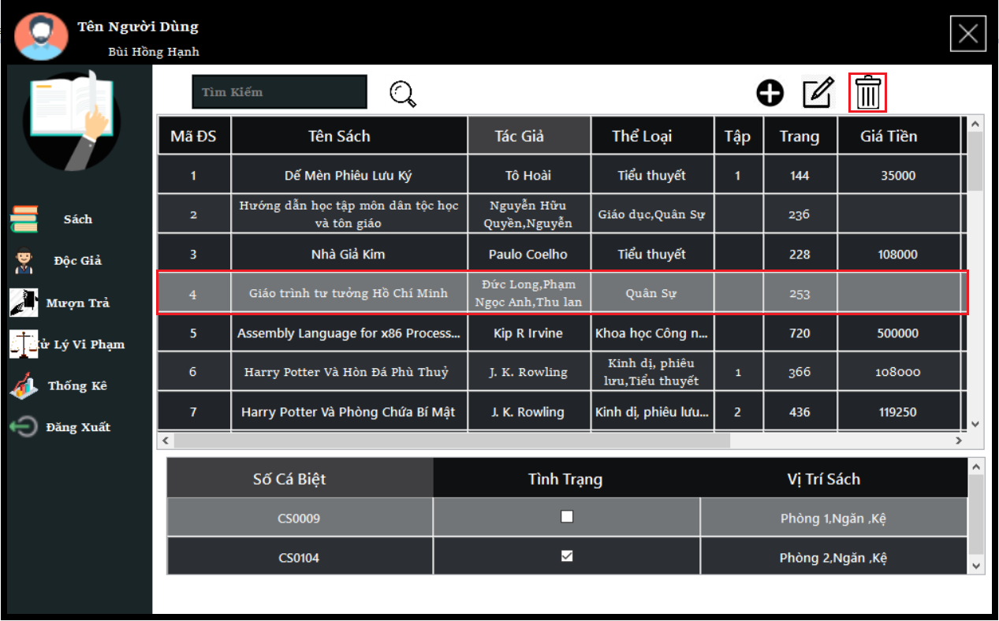 Tên Người Dùng
Bùi Hồng Hạnh
Tìm Kiếm
Sách
Độc Giả
Mượn Trả
ử Lý Vi Phạm
Thống Kê
Đăng Xuất
Mã ĐS Tên Sách Tác Giả Thể Loại Tập Trang Giá Tiền
1 Dế Mèn Phiêu Lưu Ký Tô Hoài Tiểu thuyết 1 144 35000
2 Hướng dẫn học tập môn dân tộc học và tôn giáo Nguyễn Hữu Quyền,Nguyễn Giáo dục,Quân Sự 236
3 Nhà Giả Kim Paulo Coelho Tiểu thuyết 228 108000
4 Giáo trình tư tưởng Hồ Chí Minh Đức Long,Phạm Ngọc Anh,Thu lan Quân Sự 253
5 Assembly Language for x86 Process... Kip R Irvine Khoa học Công n... 720 500000
6 Harry Potter Và Hòn Đá Phù Thuỷ J. K. Rowling Kinh dị, phiêu lưu,Tiểu thuyết 1 366 108000
7 Harry Potter Và Phòng Chứa Bí Mật J. K. Rowling Kinh dị, phiêu lưu... 2 436 119250
Số Cá Biệt Tình Trạng Vị Trí Sách
CS0009 Phòng 1,Ngăn ,Kệ
CS0104 Phòng 2,Ngăn ,Kệ